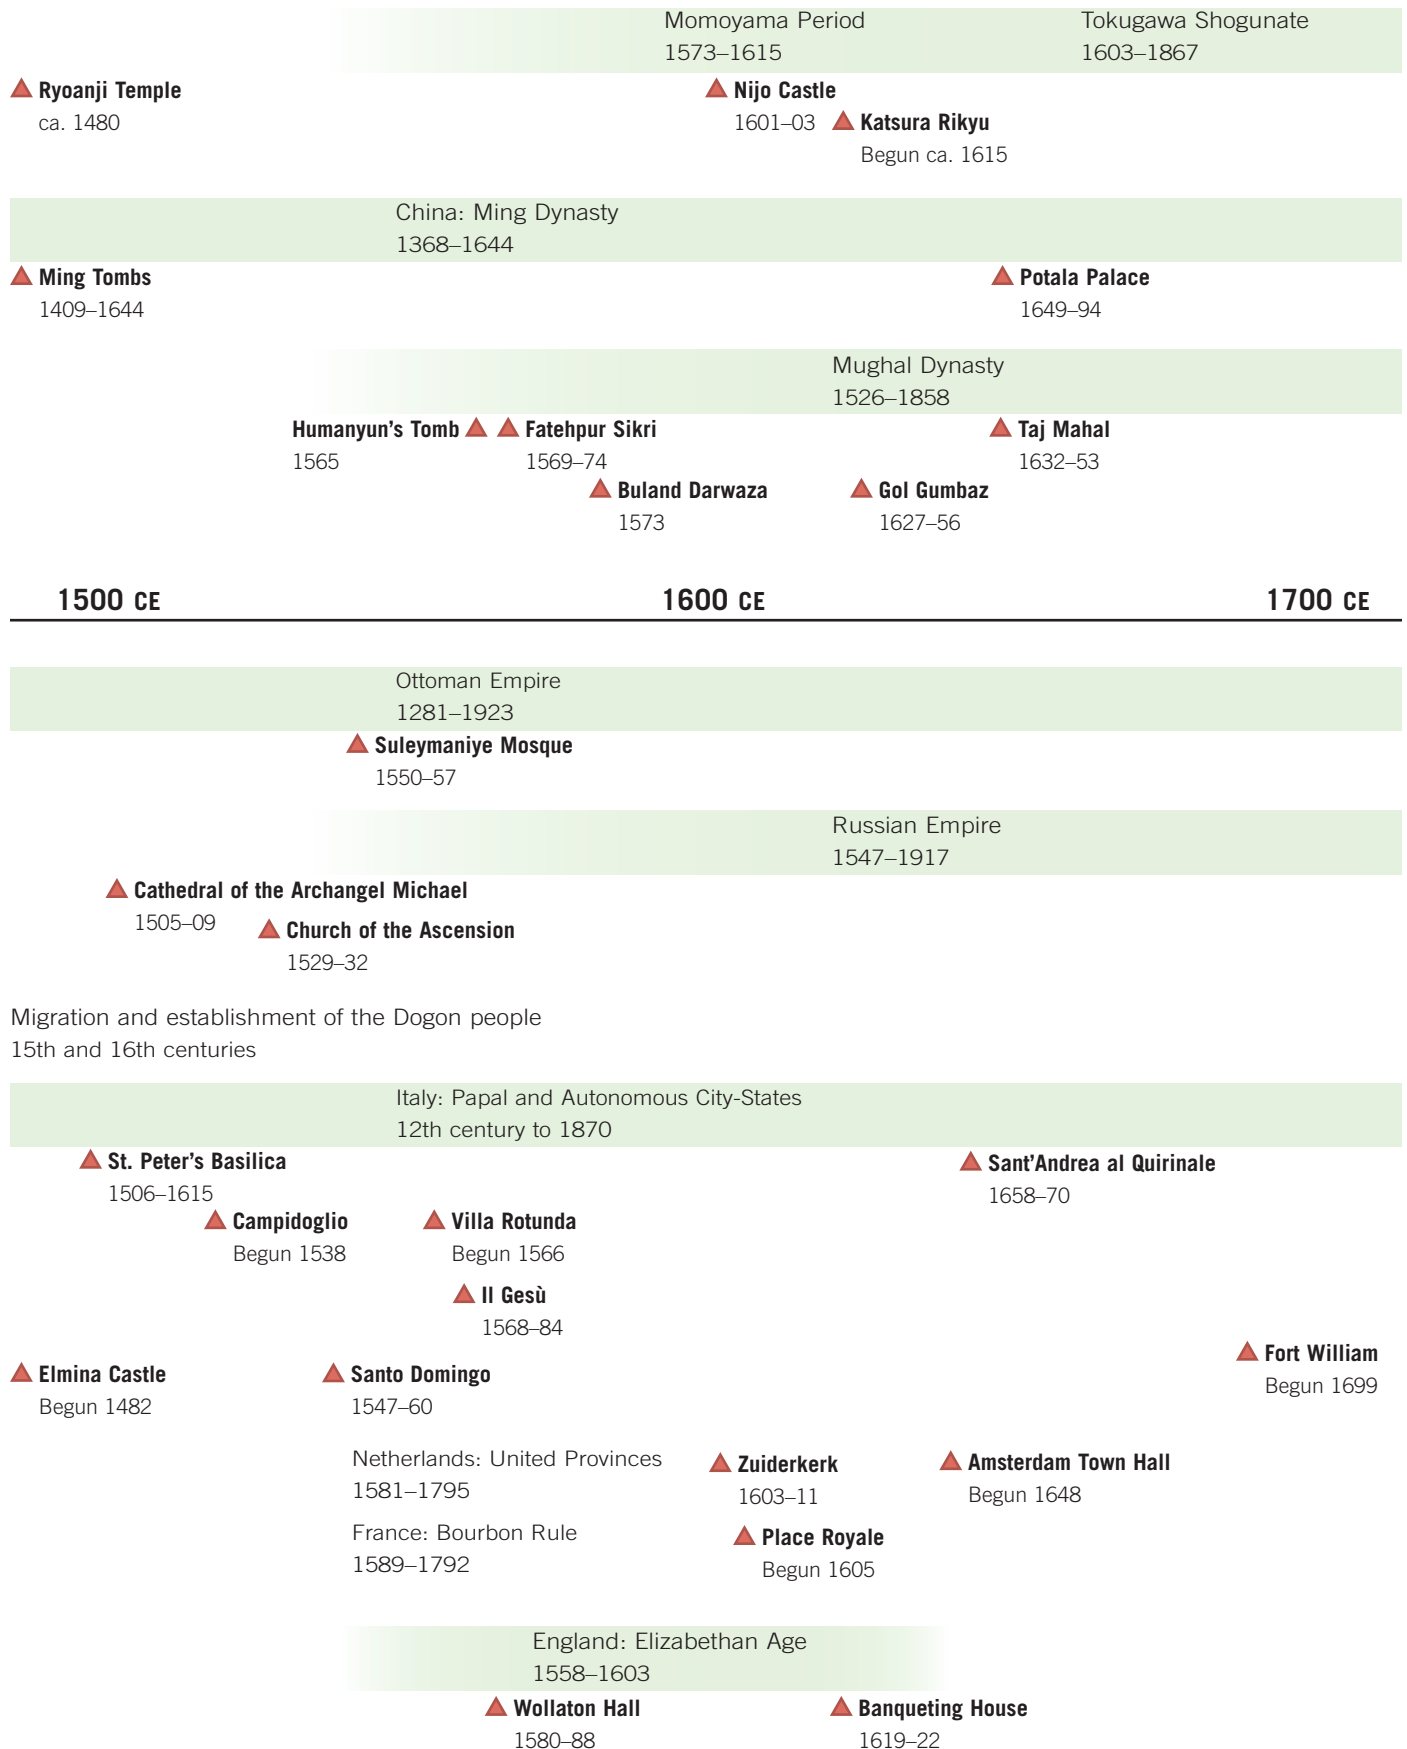 Momoyama Period
1573–1615
Tokugawa Shogunate
1603–1867
Ryoanji Temple
ca. 1480
Nijo Castle
1601–03
Katsura Rikyu
Begun ca. 1615
China: Ming Dynasty
1368–1644
Ming Tombs
1409–1644
Potala Palace
1649–94
Mughal Dynasty
1526–1858
Humanyun's Tomb
1565
Fatehpur Sikri
1569–74
Taj Mahal
1632–53
Buland Darwaza
1573
Gol Gumbaz
1627–56
1500 CE
1600 CE
1700 CE
Ottoman Empire
1281–1923
Suleymaniye Mosque
1550–57
Russian Empire
1547–1917
Cathedral of the Archangel Michael
1505–09
Church of the Ascension
1529–32
Migration and establishment of the Dogon people
15th and 16th centuries
Italy: Papal and Autonomous City-States
12th century to 1870
St. Peter's Basilica
1506–1615
Sant'Andrea al Quirinale
1658–70
Campidoglio
Begun 1538
Villa Rotunda
Begun 1566
Il Gesù
1568–84
Fort William
Begun 1699
Elmina Castle
Begun 1482
Santo Domingo
1547–60
Netherlands: United Provinces
1581–1795
Zuiderkerk
1603–11
Amsterdam Town Hall
Begun 1648
France: Bourbon Rule
1589–1792
Place Royale
Begun 1605
England: Elizabethan Age
1558–1603
Wollaton Hall
1580–88
Banqueting House
1619–22